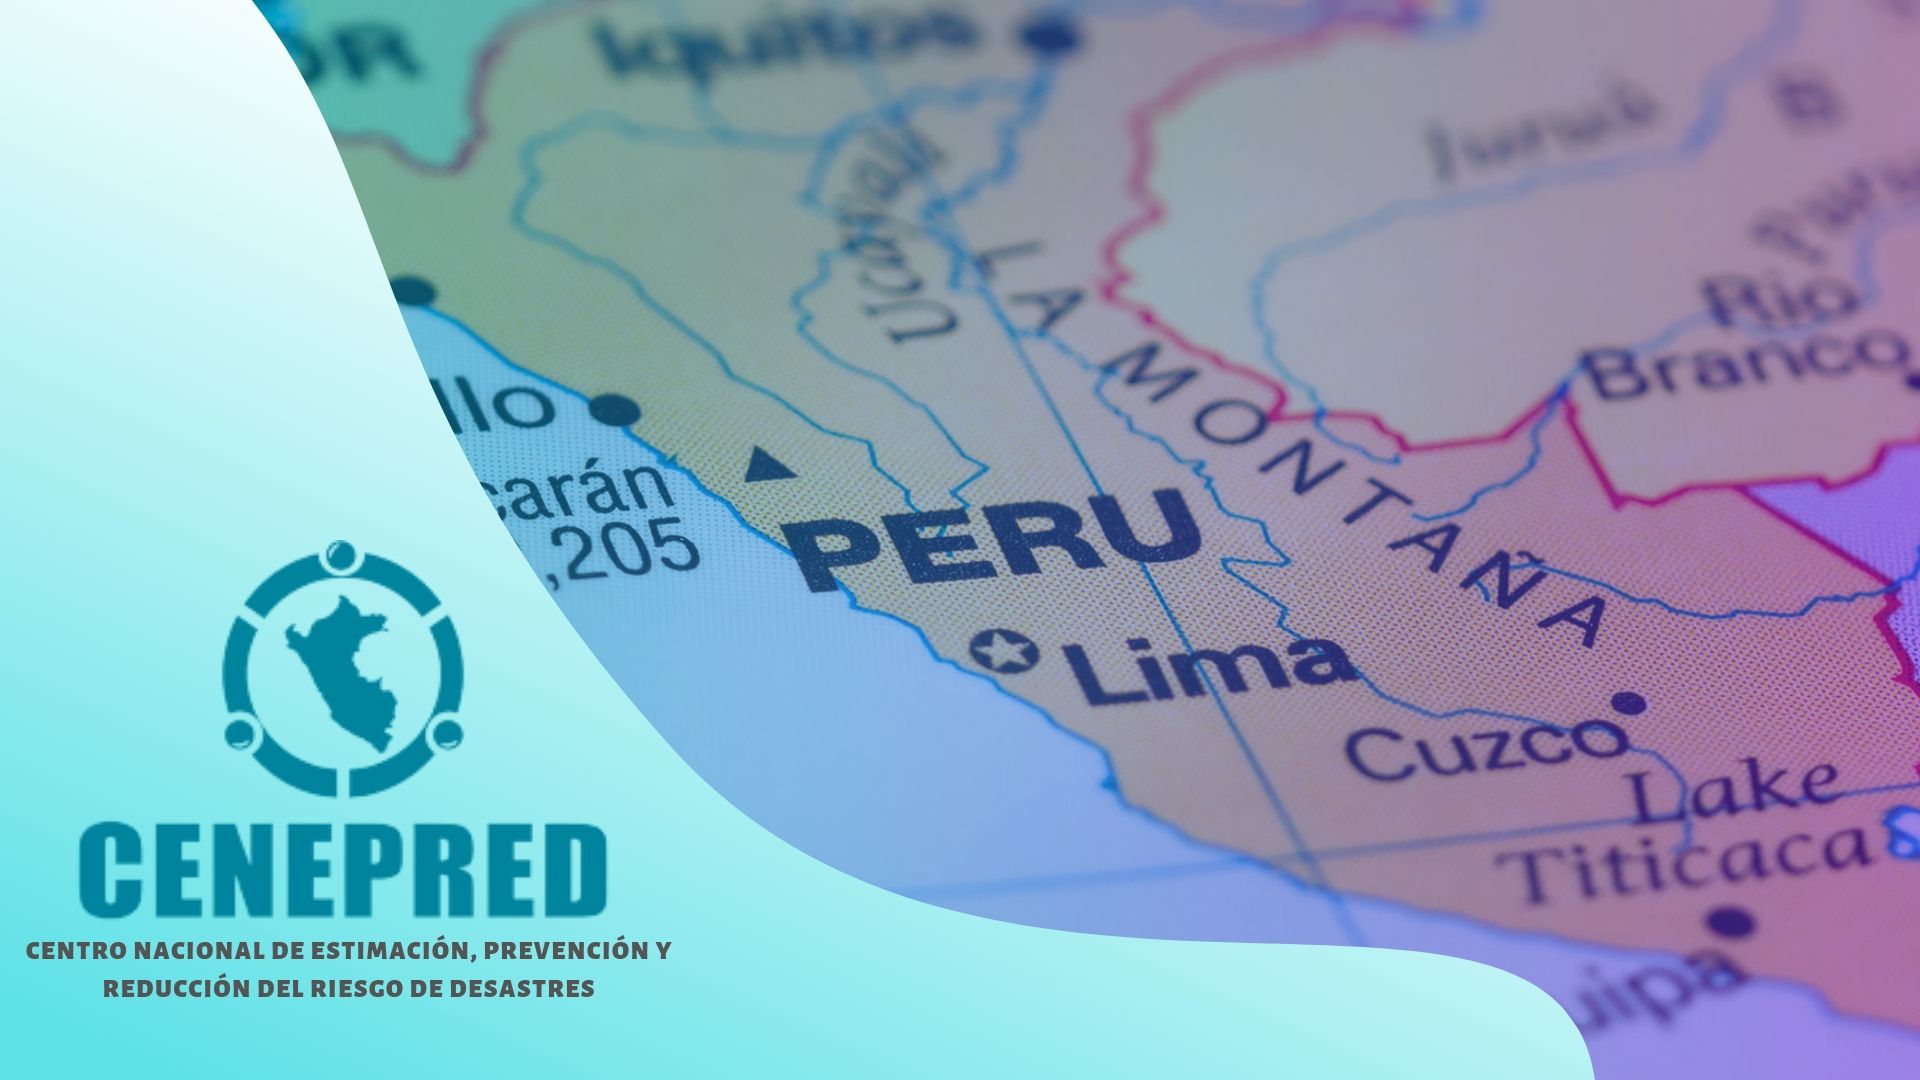 Iquitos
Juruá
Ucayali
LA MONTAÑA
Rio
Branco
llo
carán
,205
PERU
Lima
Cuzco
Lake
Titicaca
uipa
CENEPRED
CENTRO NACIONAL DE ESTIMACIÓN, PREVENCIÓN Y
REDUCCIÓN DEL RIESGO DE DESASTRES